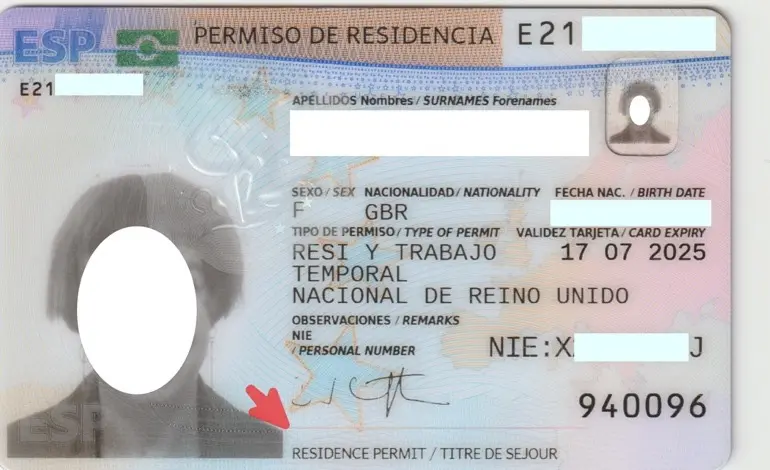 ESP PERMISO DE RESIDENCIA E21
E21
APELLIDOS Nombres / SURNAMES Forenames
SEXO / SEX NACIONALIDAD / NATIONALITY FECHA NAC. / BIRTH DATE
F GBR
TIPO DE PERMISO / TYPE OF PERMIT VALIDEZ TARJETA / CARD EXPIRY
RESI Y TRABAJO 17 07 2025
TEMPORAL
NACIONAL DE REINO UNIDO
OBSERVACIONES / REMARKS
NIE
/ PERSONAL NUMBER NIE:X J
940096
ESP
RESIDENCE PERMIT / TITRE DE SEJOUR